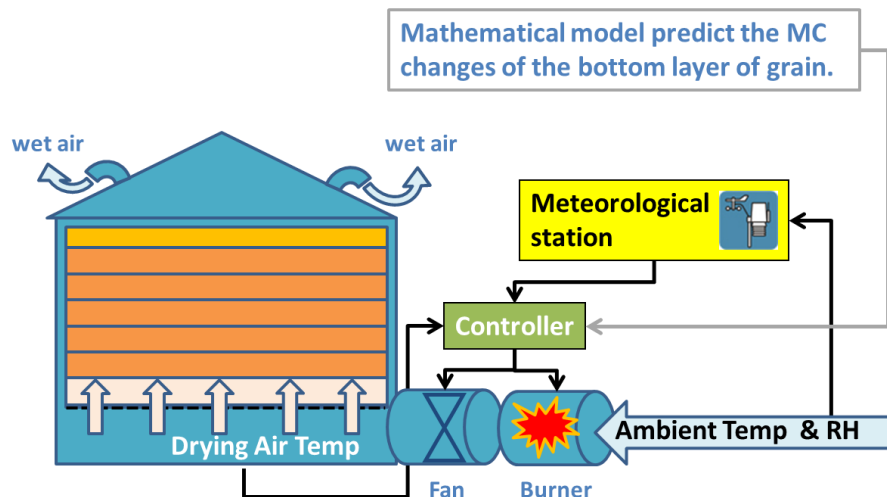 Mathematical model predict the MC
changes of the bottom layer of grain.
wet air
wet air
Meteorological
station
Controller
Drying Air Temp
Ambient Temp & RH
Fan
Burner